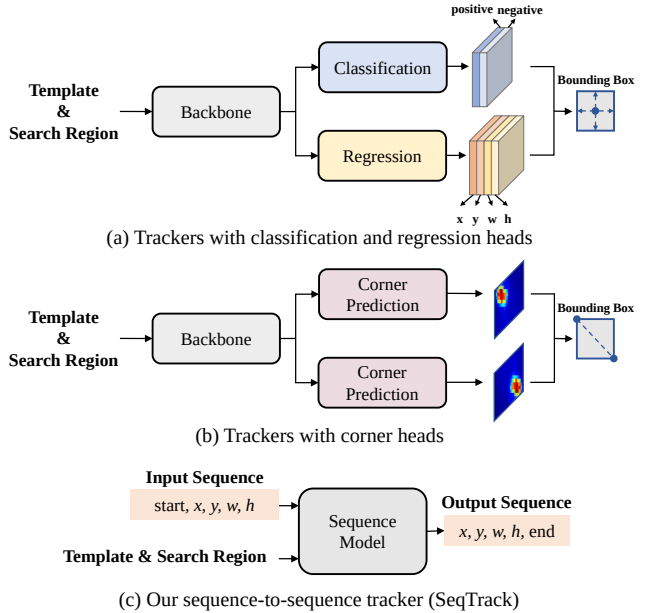 positive negative
Classification
Template
&
Search Region
Backbone
Bounding Box
Regression
x y w h
(a) Trackers with classification and regression heads
Corner
Prediction
Template
&
Search Region
Backbone
Bounding Box
Corner
Prediction
(b) Trackers with corner heads
Input Sequence
start, x, y, w, h
Sequence
Model
Output Sequence
x, y, w, h, end
Template & Search Region
(c) Our sequence-to-sequence tracker (SeqTrack)